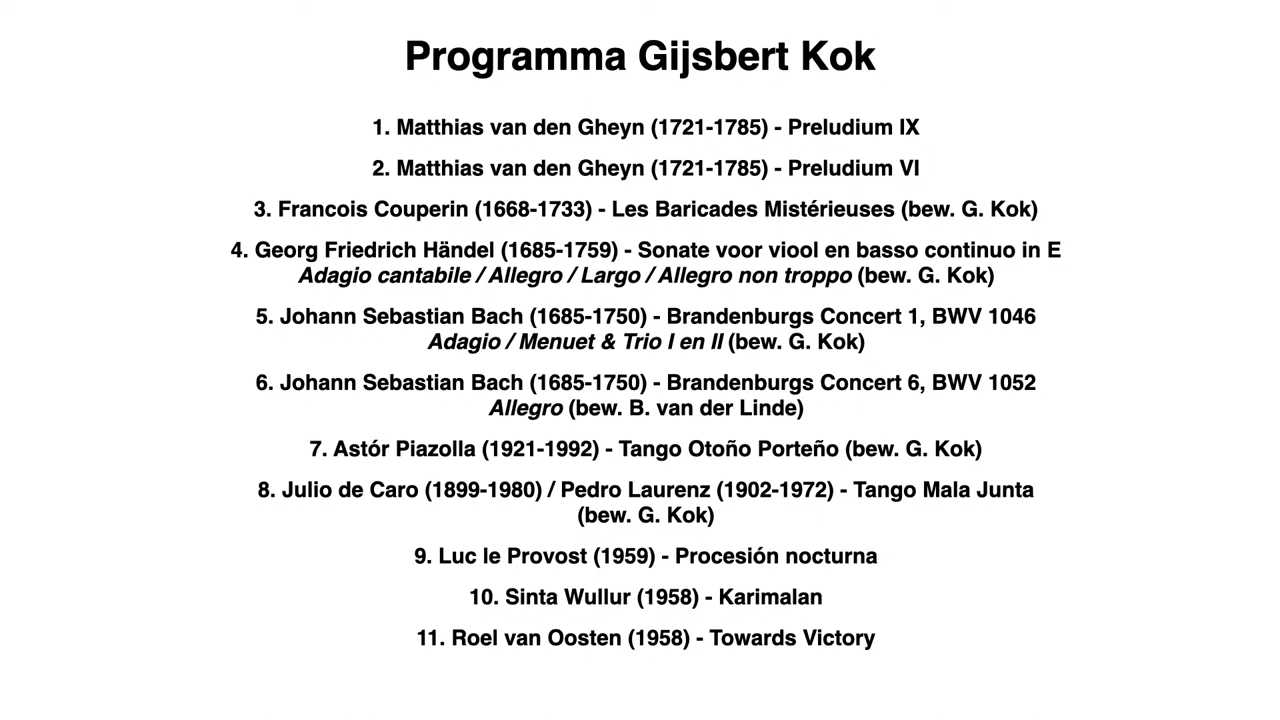 Programma Gijsbert Kok
1. Matthias van den Gheyn (1721-1785) - Preludium IX
2. Matthias van den Gheyn (1721-1785) - Preludium VI
3. Francois Couperin (1668-1733) - Les Baricades Mistérieuses (bew. G. Kok)
4. Georg Friedrich Händel (1685-1759) - Sonate voor viool en basso continuo in E
Adagio cantabile / Allegro / Largo / Allegro non troppo (bew. G. Kok)
5. Johann Sebastian Bach (1685-1750) - Brandenburgs Concert 1, BWV 1046
Adagio / Menuet & Trio I en II (bew. G. Kok)
6. Johann Sebastian Bach (1685-1750) - Brandenburgs Concert 6, BWV 1052
Allegro (bew. B. van der Linde)
7. Astór Piazolla (1921-1992) - Tango Otoño Porteño (bew. G. Kok)
8. Julio de Caro (1899-1980) / Pedro Laurenz (1902-1972) - Tango Mala Junta
(bew. G. Kok)
9. Luc le Provost (1959) - Procesión nocturna
10. Sinta Wullur (1958) - Karimalan
11. Roel van Oosten (1958) - Towards Victory